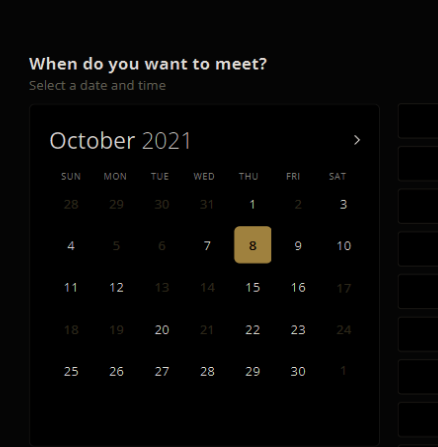 When do you want to meet?
Select a date and time
October 2021
SUN MON TUE WED THU FRI SAT
28 29 30 31 1 2 3
4 5 6 7 8 9 10
11 12 13 14 15 16 17
18 19 20 21 22 23 24
25 26 27 28 29 30 1